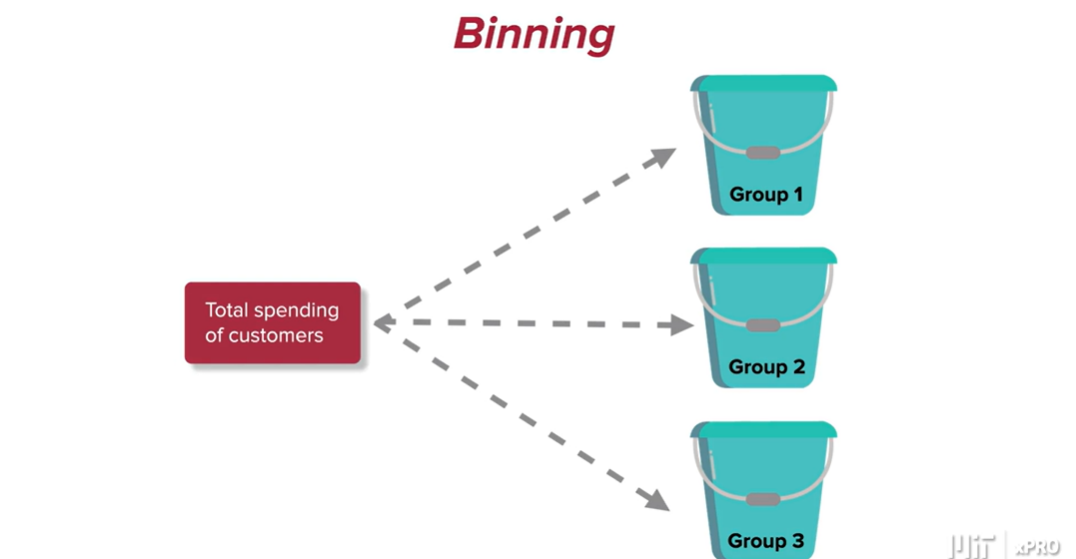 Binning
Group 1
Total spending
of customers
Group 2
Group 3
MIT xPRO